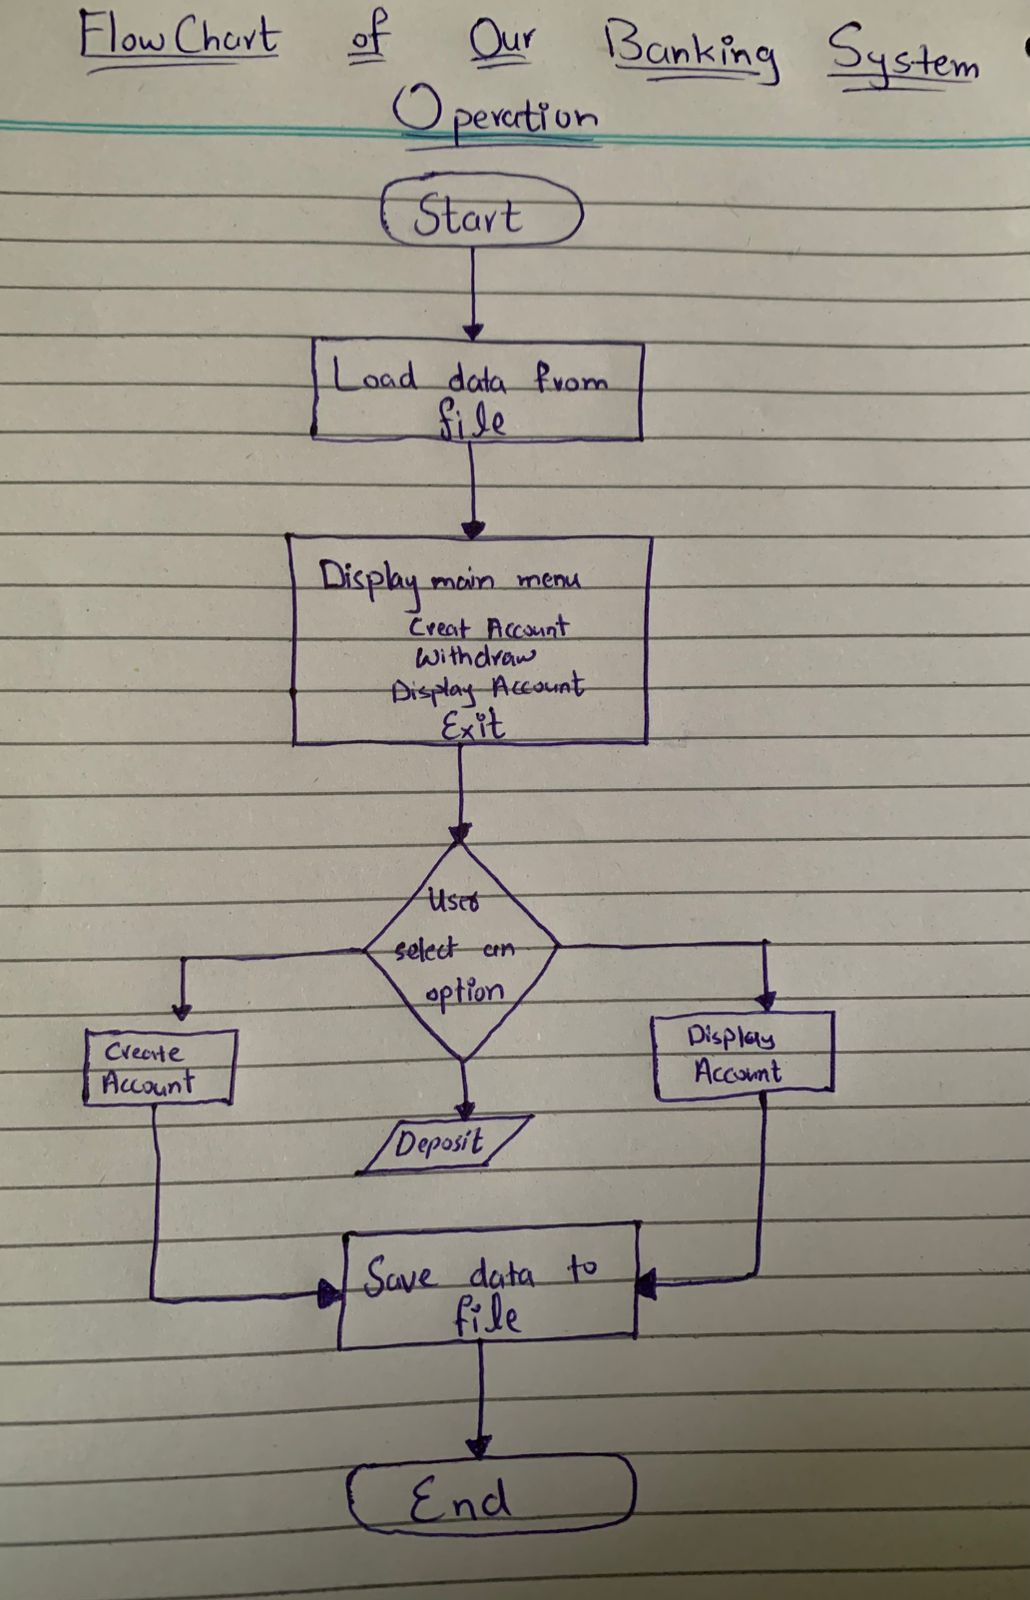 Flow Chart of Our Banking System
Operation
Start
Load data from
file
Display main menu
Creat Account
Withdraw
Display Account
Exit
User
select an
option
Create
Account
Display
Account
Deposit
Save data to
file
End